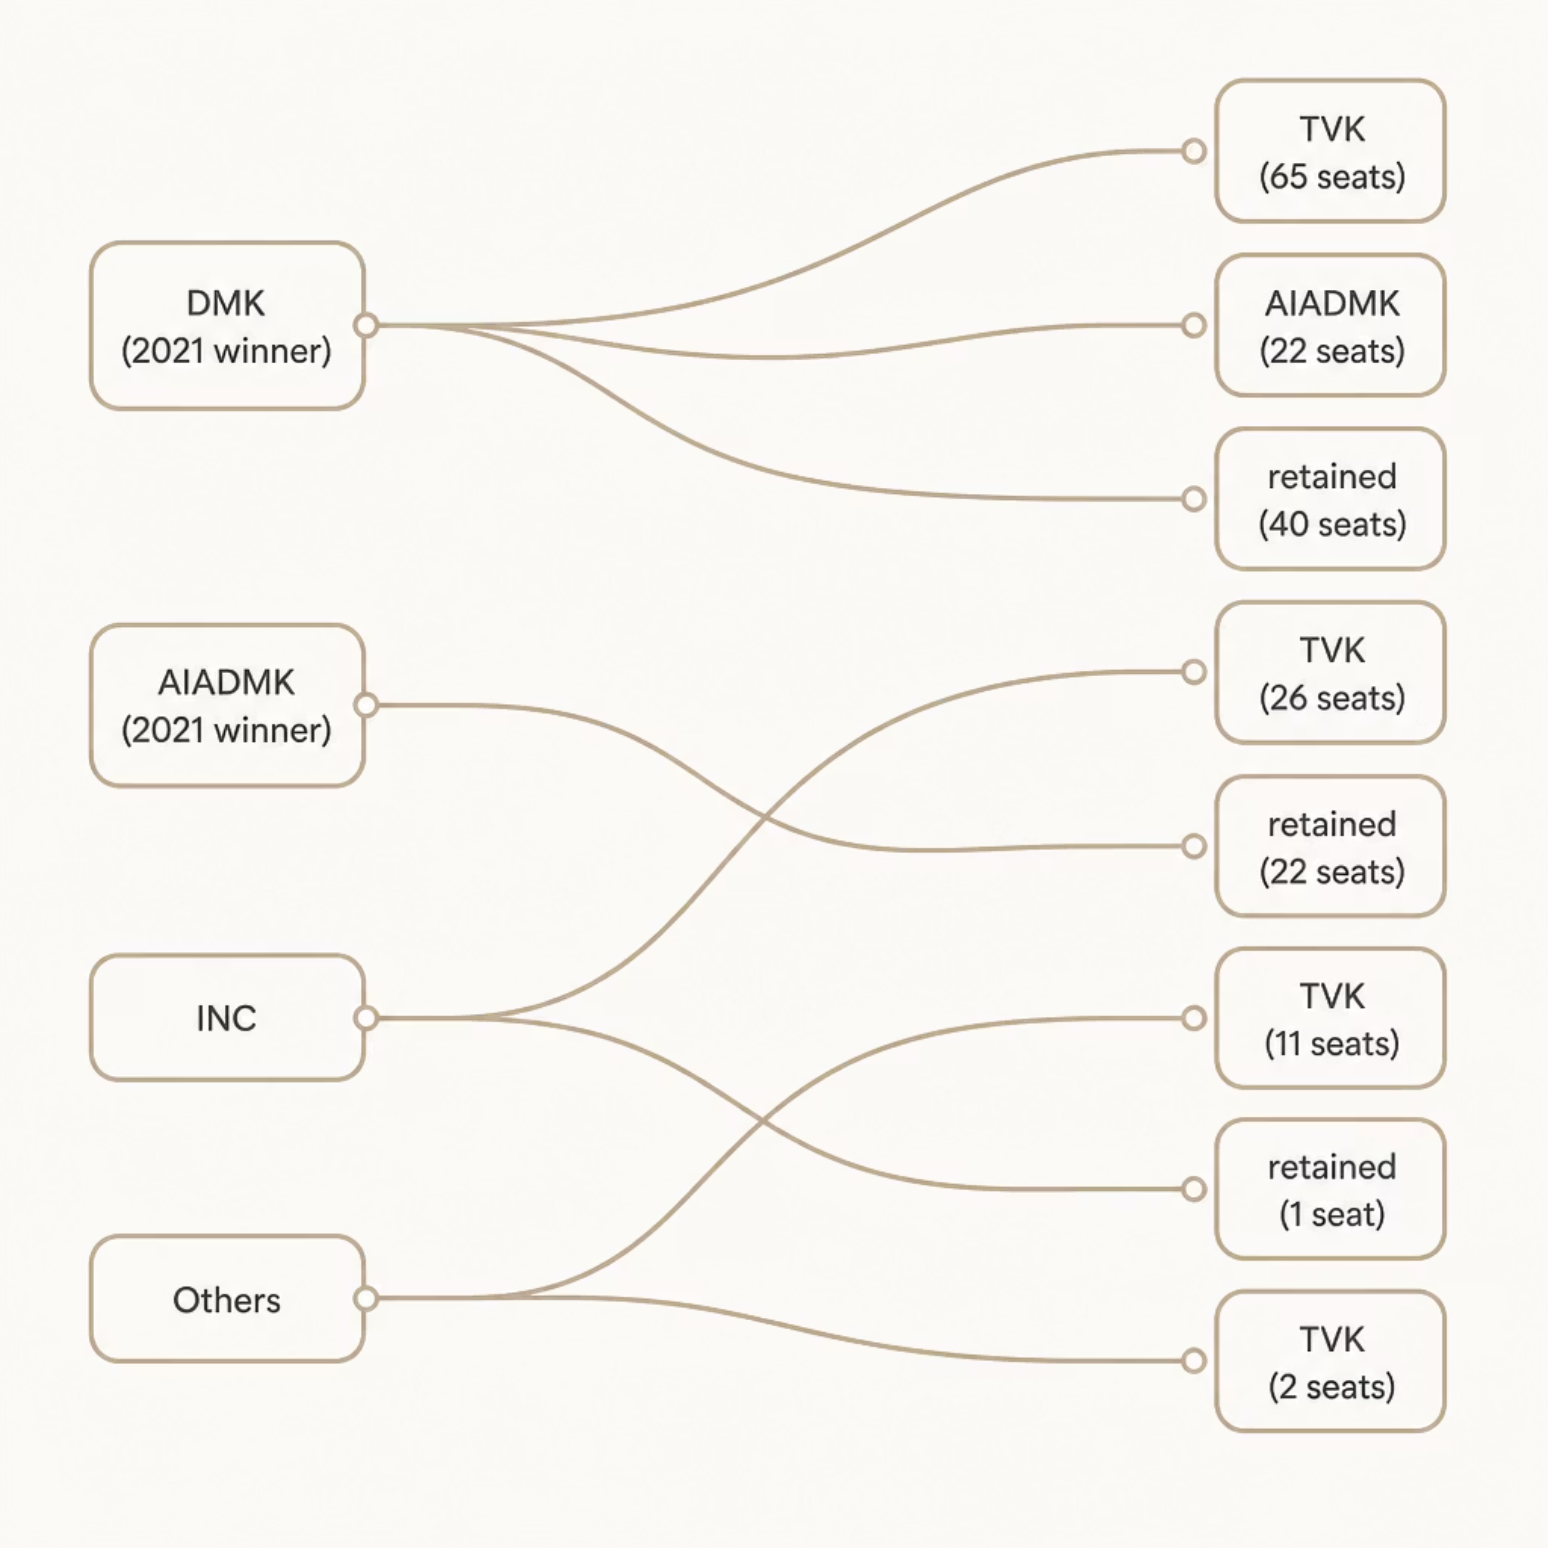 DMK
(2021 winner)
AIADMK
(2021 winner)
INC
Others
TVK
(65 seats)
AIADMK
(22 seats)
retained
(40 seats)
TVK
(26 seats)
retained
(22 seats)
TVK
(11 seats)
retained
(1 seat)
TVK
(2 seats)